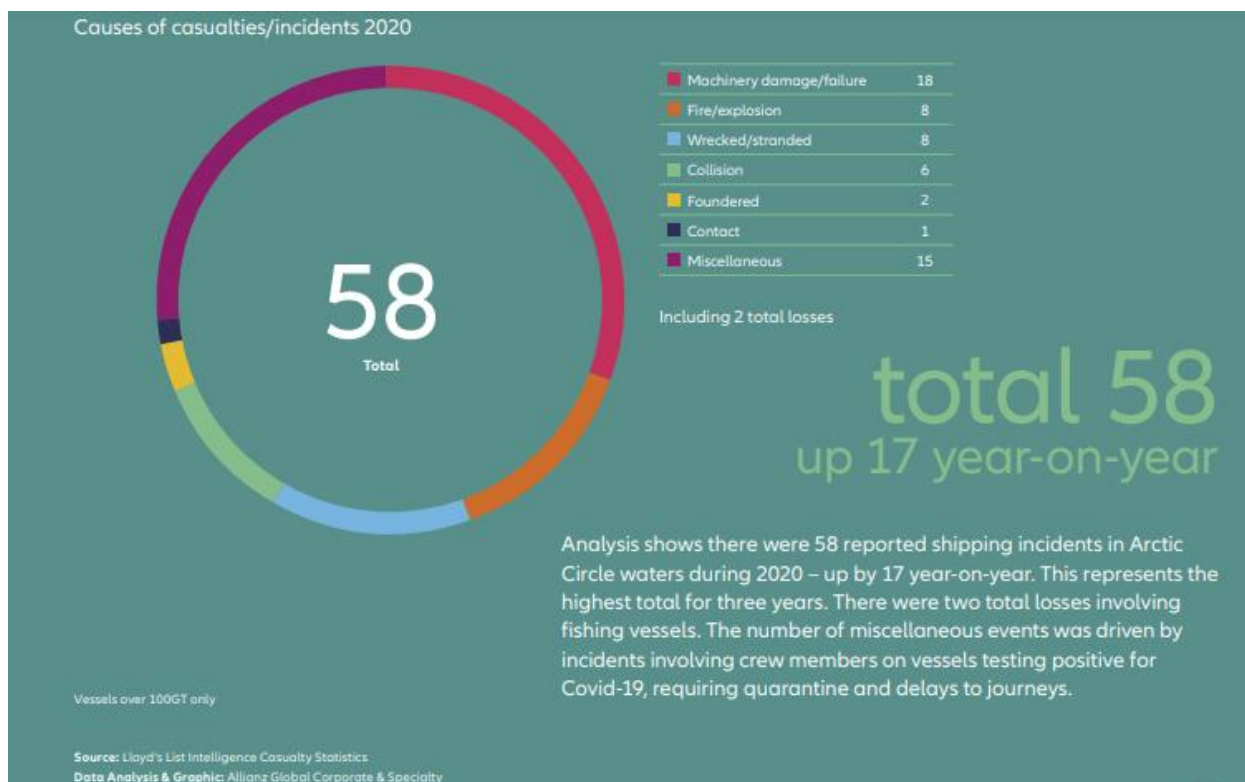 Causes of casualties/incidents 2020
Machinery damage/failure 18
Fire/explosion 8
Wrecked/stranded 8
Collision 6
Foundered 2
Contact 1
Miscellaneous 15
58
Total
Including 2 total losses
total 58
up 17 year-on-year
Analysis shows there were 58 reported shipping incidents in Arctic
Circle waters during 2020 – up by 17 year-on-year. This represents the
highest total for three years. There were two total losses involving
fishing vessels. The number of miscellaneous events was driven by
incidents involving crew members on vessels testing positive for
Covid-19, requiring quarantine and delays to journeys.
Vessels over 100GT only
Source: Lloyd's List Intelligence Casualty Statistics
Data Analysis & Graphic: Allianz Global Corporate & Specialty